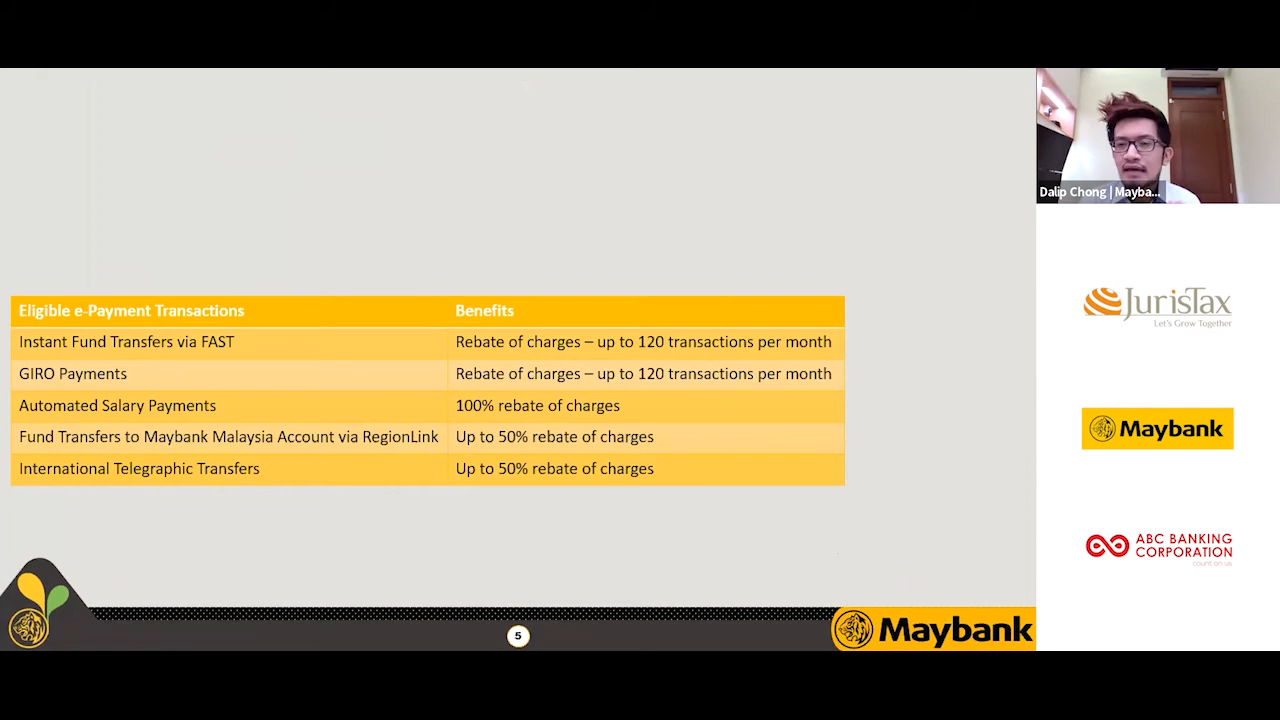 Eligible e-Payment Transactions Benefits
Instant Fund Transfers via FAST Rebate of charges – up to 120 transactions per month
GIRO Payments Rebate of charges – up to 120 transactions per month
Automated Salary Payments 100% rebate of charges
Fund Transfers to Maybank Malaysia Account via RegionLink Up to 50% rebate of charges
International Telegraphic Transfers Up to 50% rebate of charges
5
Maybank
Dalip Chong | Mayba...
JurisTax
Let's Grow Together
Maybank
ABC BANKING
CORPORATION
count on us